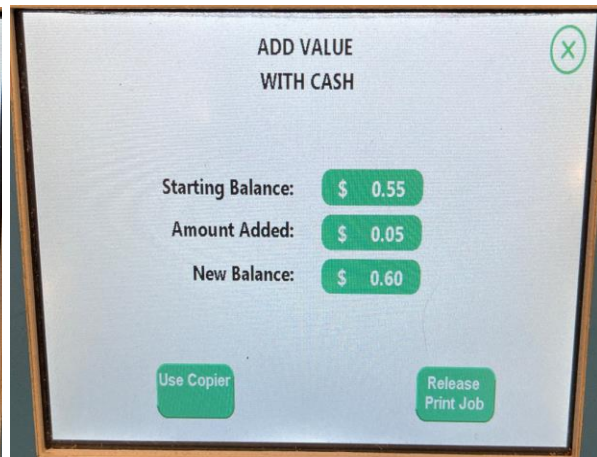 ADD VALUE
WITH CASH
X
Starting Balance: $ 0.55
Amount Added: $ 0.05
New Balance: $ 0.60
Use Copier
Release
Print Job